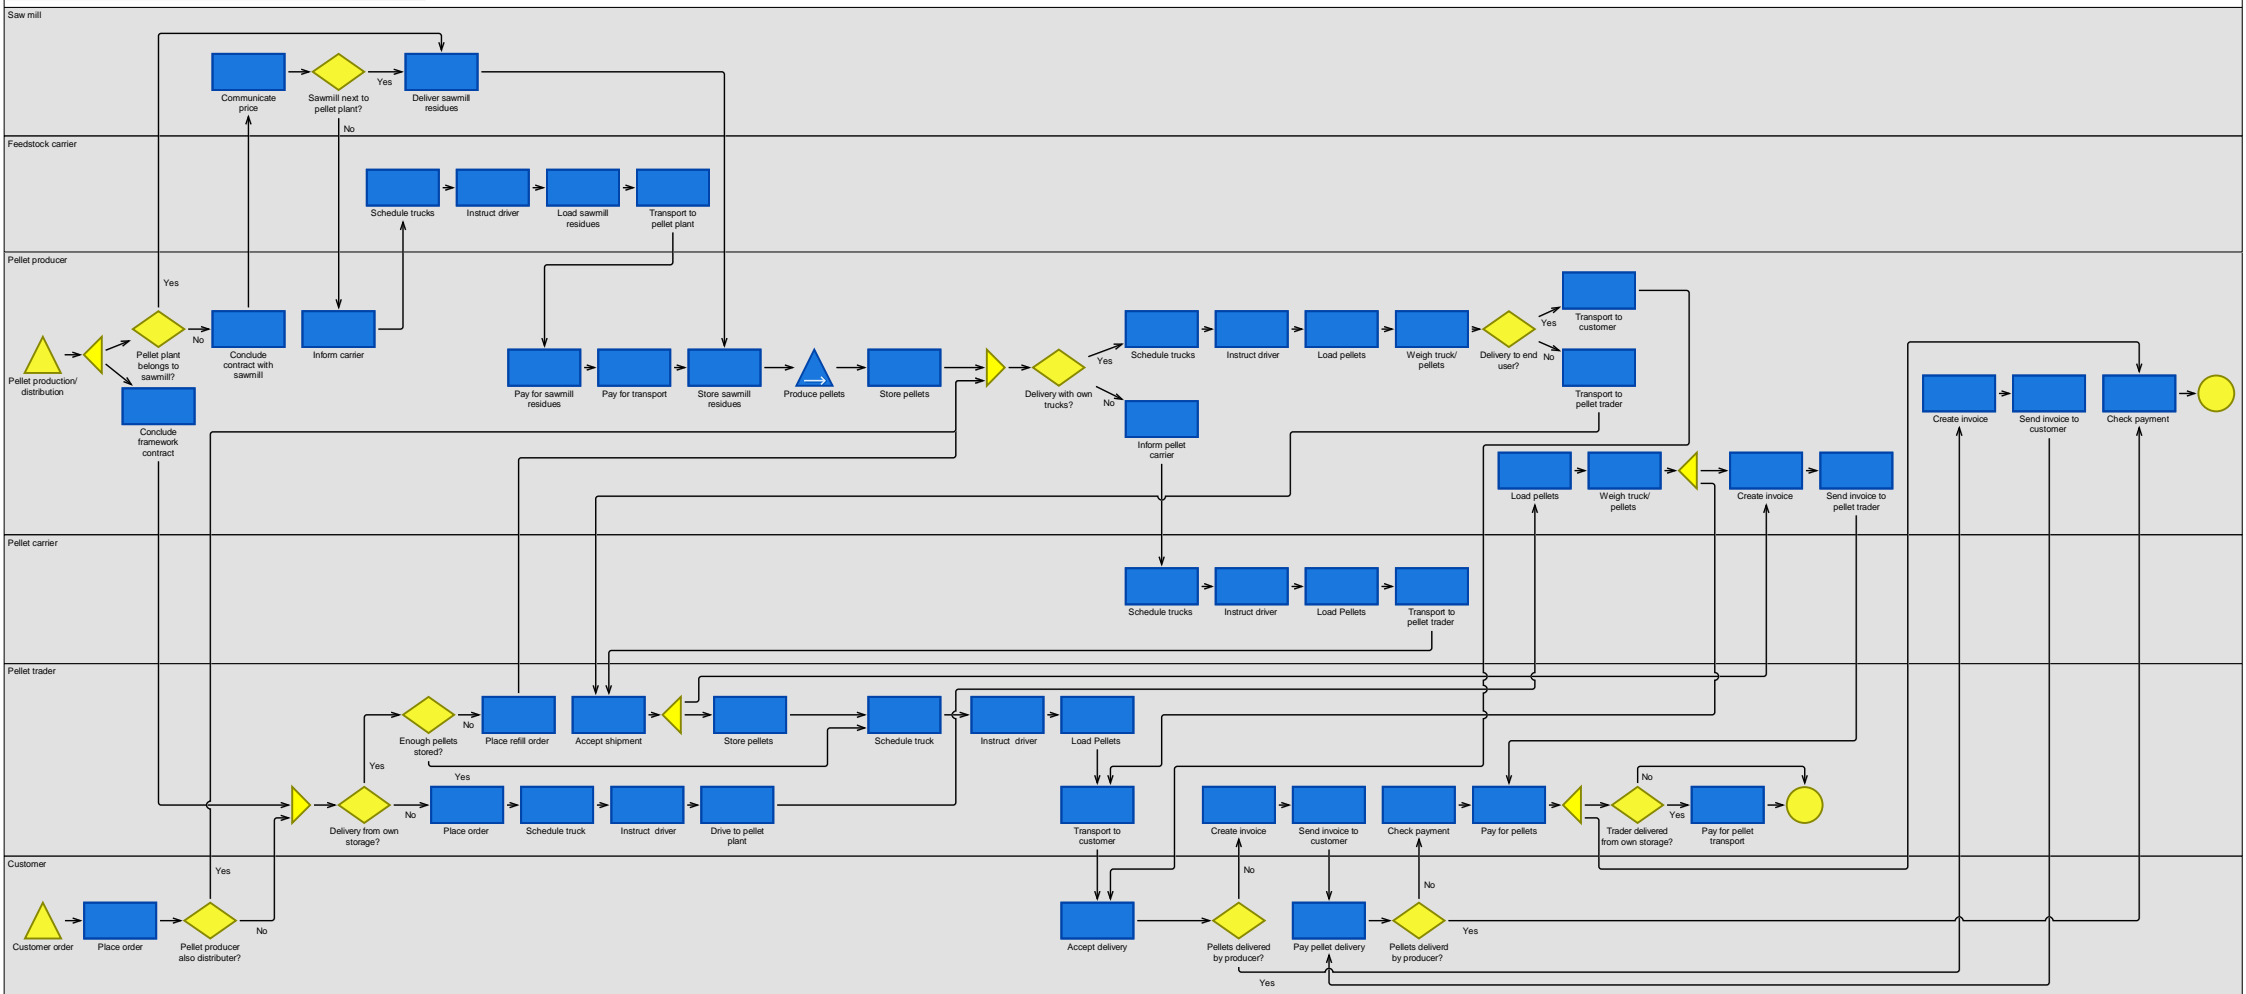 Saw mill
Communicate
price
Sawmill next to
pellet plant?
Yes
Deliver sawmill
residues
No
Feedstock carrier
Schedule trucks
Instruct driver
Load sawmill
residues
Transport to
pellet plant
Pellet producer
Pellet production/
distribution
Yes
Pellet plant
belongs to
sawmill?
No
Conclude
contract with
sawmill
Inform carrier
Conclude
framework
contract
Pay for sawmill
residues
Pay for transport
Store sawmill
residues
Produce pellets
Store pellets
Delivery with own
trucks?
Yes
No
Schedule trucks
Instruct driver
Load pellets
Weigh truck/
pellets
Delivery to end
user?
Yes
No
Transport to
customer
Transport to
pellet trader
Inform pellet
carrier
Load pellets
Weigh truck/
pellets
Create invoice
Send invoice to
pellet trader
Create invoice
Send invoice to
customer
Check payment
Pellet carrier
Schedule trucks
Instruct driver
Load Pellets
Transport to
pellet trader
Pellet trader
Enough pellets
stored?
No
Yes
Place refill order
Accept shipment
Store pellets
Schedule truck
Instruct  driver
Load Pellets
Yes
Delivery from own
storage?
No
Place order
Schedule truck
Instruct  driver
Drive to pellet
plant
Transport to
customer
Create invoice
Send invoice to
customer
Check payment
Pay for pellets
No
Trader delivered
from own storage?
Yes
Pay for pellet
transport
Customer
Customer order
Place order
Yes
Pellet producer
also distributer?
No
Accept delivery
No
Pellets delivered
by producer?
Yes
Pay pellet delivery
No
Pellets deliverd
by producer?
Yes